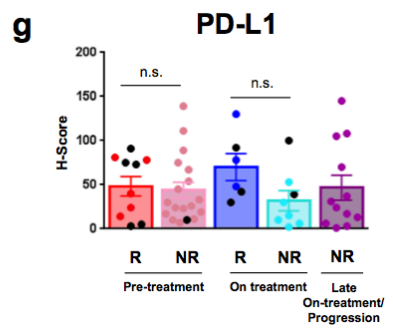 g
PD-L1
n.s.
n.s.
H-Score
200
150
100
50
0
R NR R NR NR
Pre-treatment On treatment Late
On-treatment/
Progression